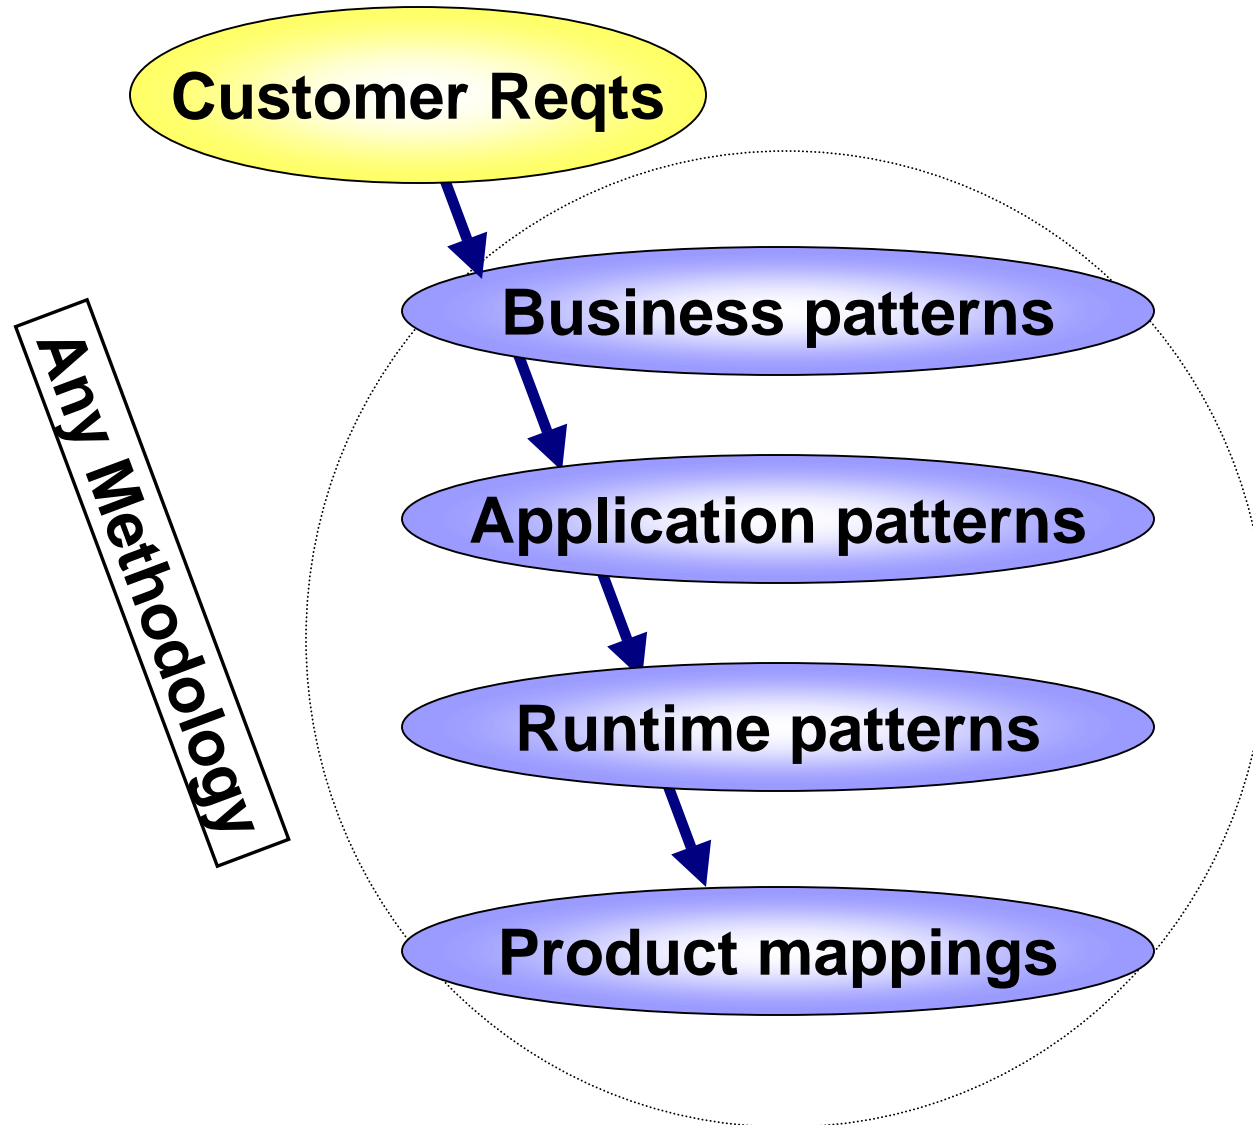 Customer Reqts
Business patterns
Application patterns
Runtime patterns
Product mappings
Any Methodology